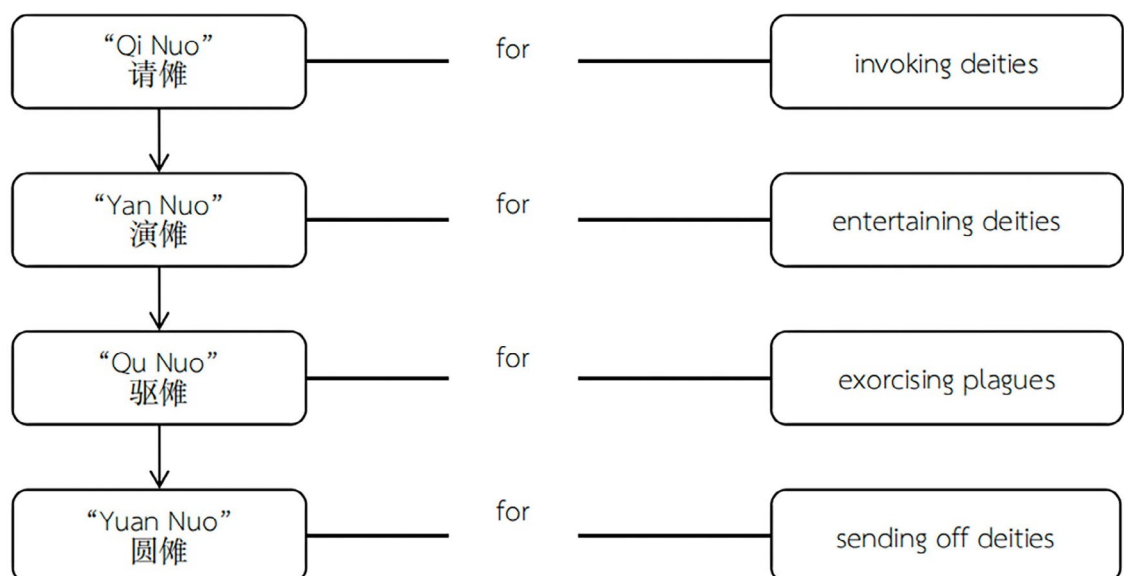 “Qi Nuo”
请傩
for
invoking deities
“Yan Nuo”
演傩
for
entertaining deities
“Qu Nuo”
驱傩
for
exorcising plagues
“Yuan Nuo”
圆傩
for
sending off deities